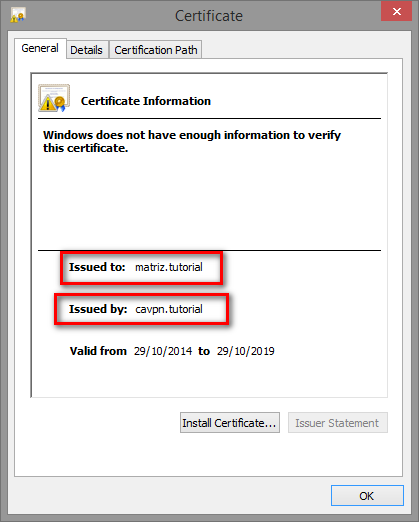 Certificate
General Details Certification Path
Certificate Information
Windows does not have enough information to verify
this certificate.
Issued to: matriz.tutorial
Issued by: cavpn.tutorial
Valid from 29/10/2014 to 29/10/2019
Install Certificate... Issuer Statement
OK